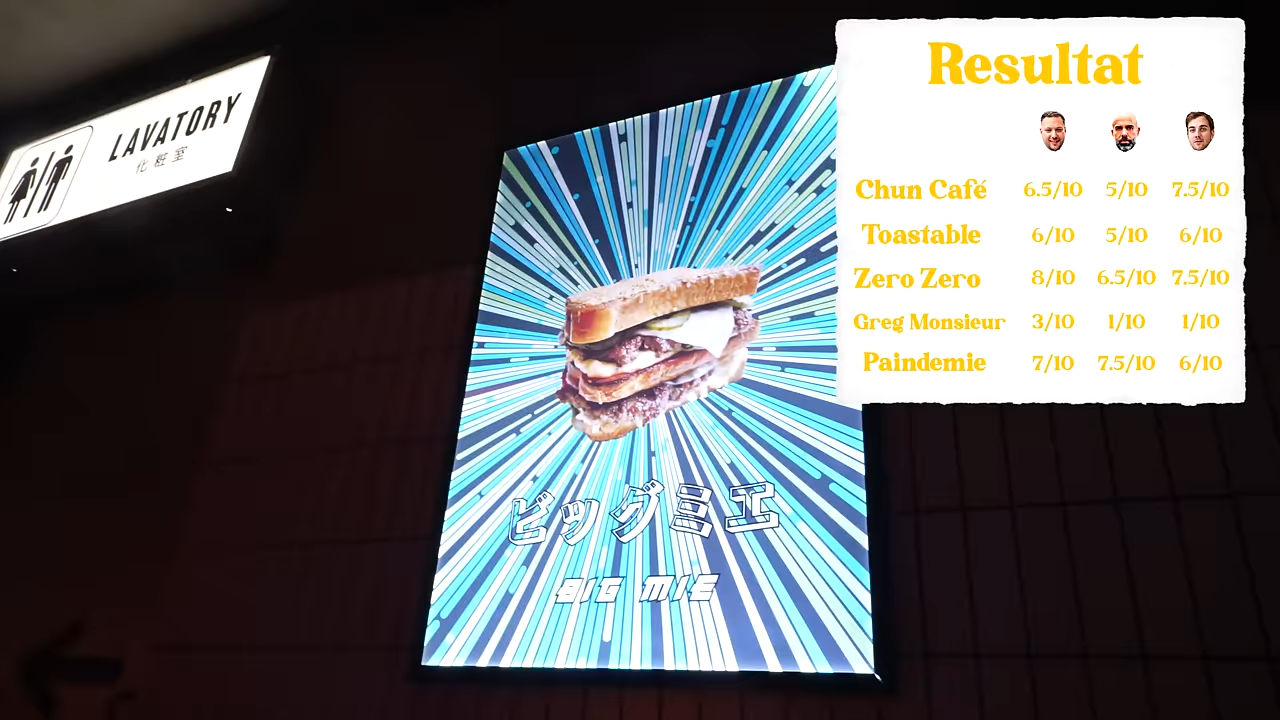 LAVATORY
化粧室
ビッグミエ
BIG MIE
Resultat
Chun Café 6.5/10 5/10 7.5/10
Toastable 6/10 5/10 6/10
Zero Zero 8/10 6.5/10 7.5/10
Greg Monsieur 3/10 1/10 1/10
Paindemie 7/10 7.5/10 6/10